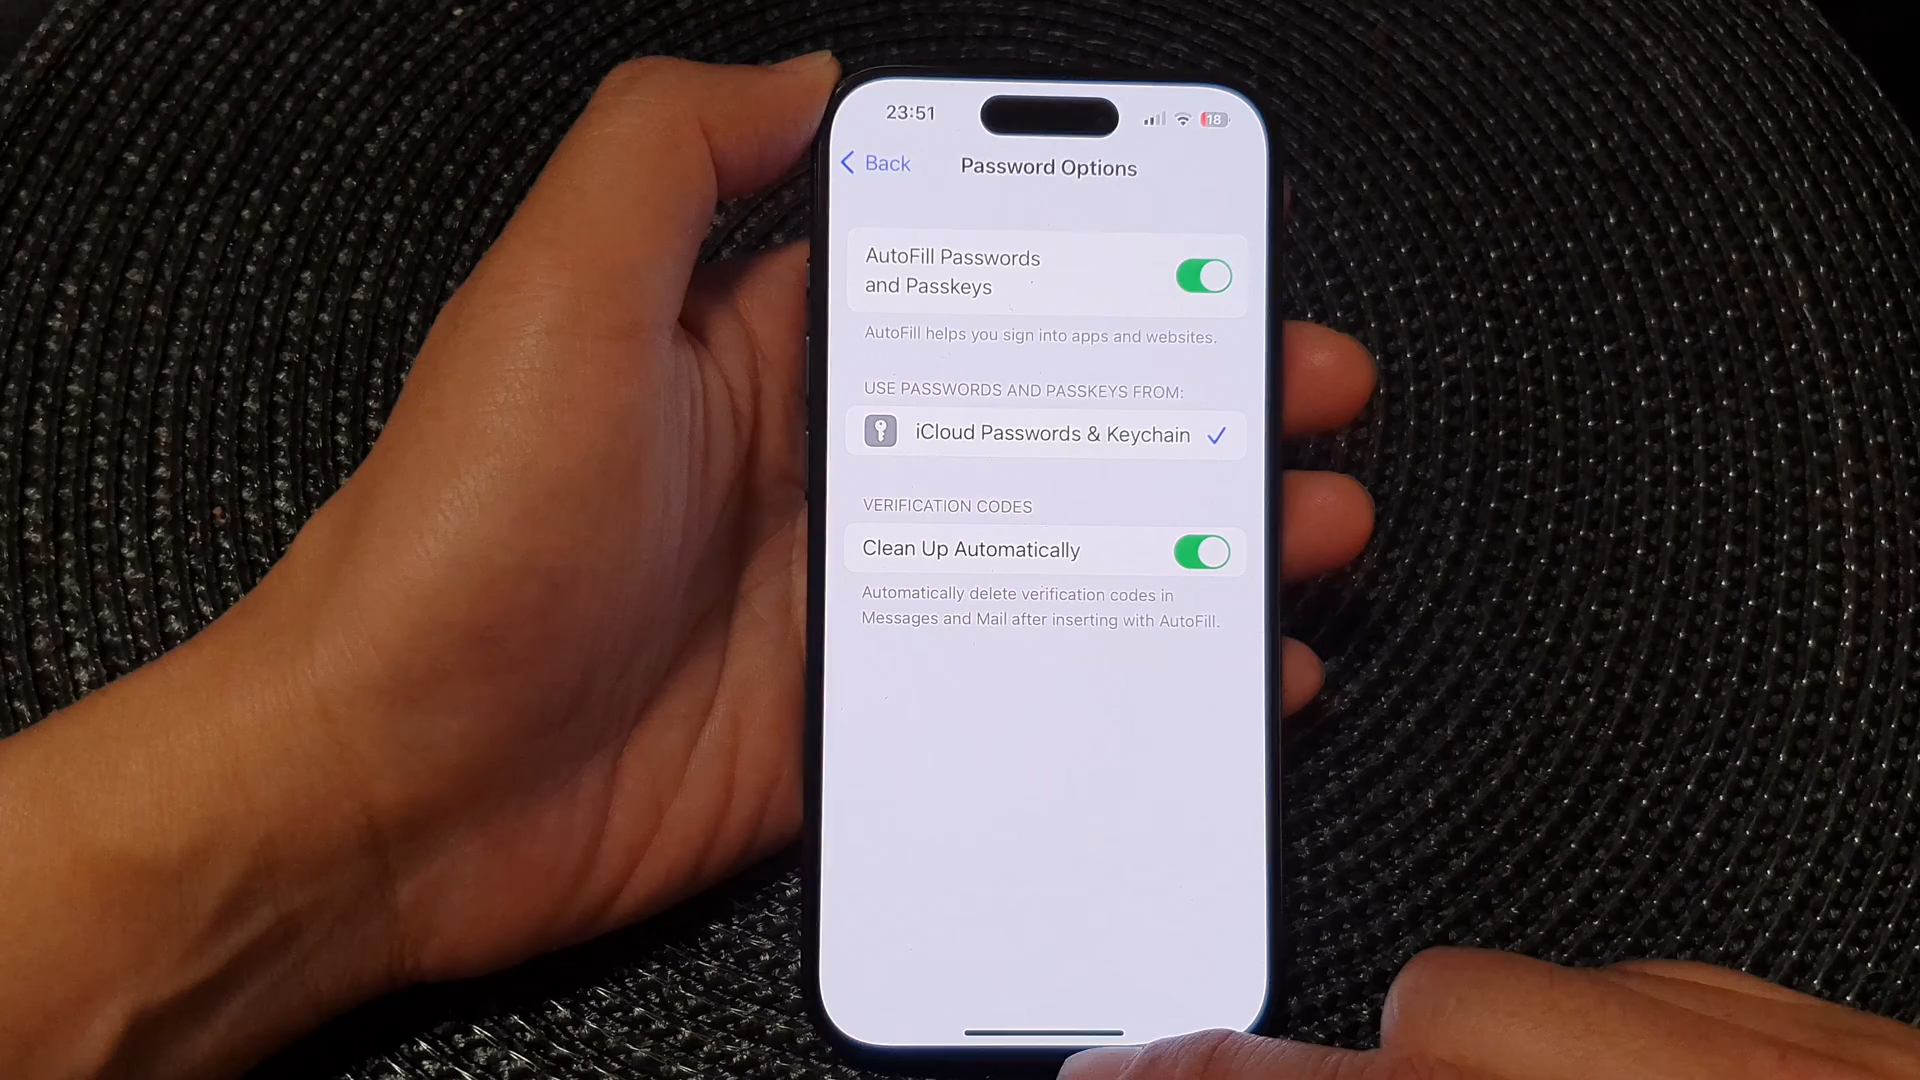 23:51
18
Back
Password Options
AutoFill Passwords
and Passkeys
AutoFill helps you sign into apps and websites.
USE PASSWORDS AND PASSKEYS FROM:
iCloud Passwords & Keychain
VERIFICATION CODES
Clean Up Automatically
Automatically delete verification codes in
Messages and Mail after inserting with AutoFill.